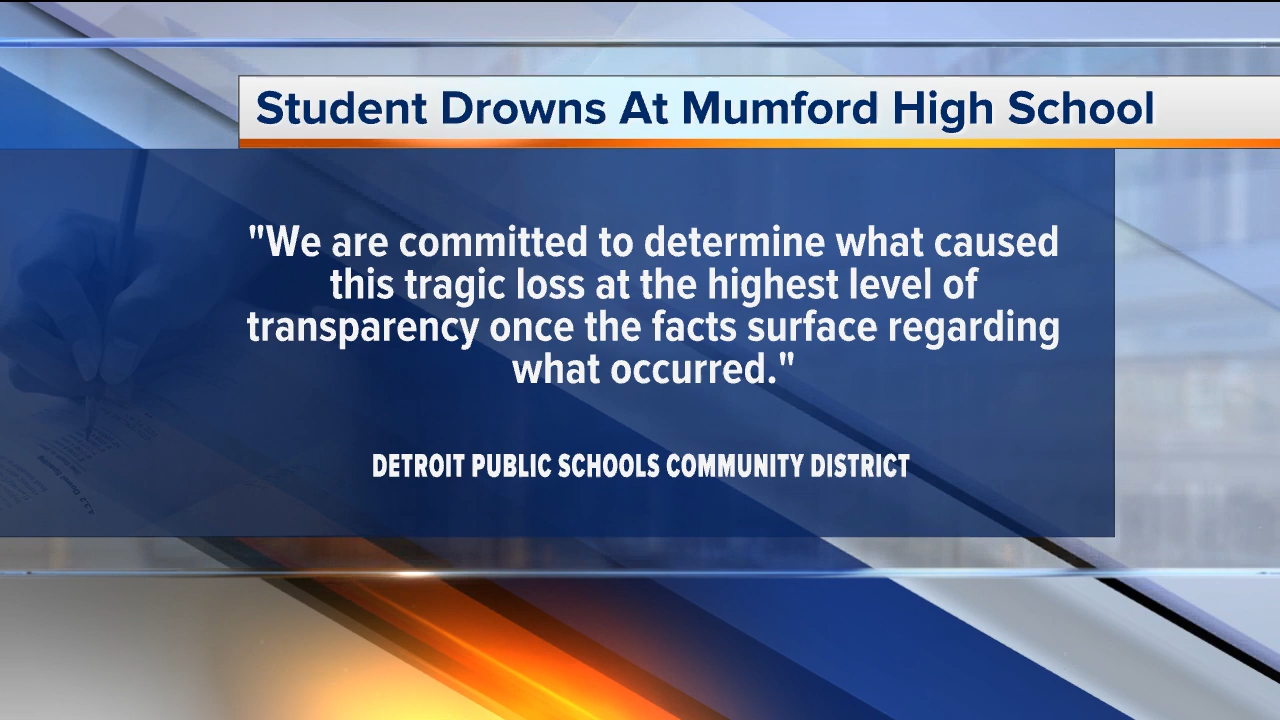 Student Drowns At Mumford High School
"We are committed to determine what caused
this tragic loss at the highest level of
transparency once the facts surface regarding
what occurred."
DETROIT PUBLIC SCHOOLS COMMUNITY DISTRICT